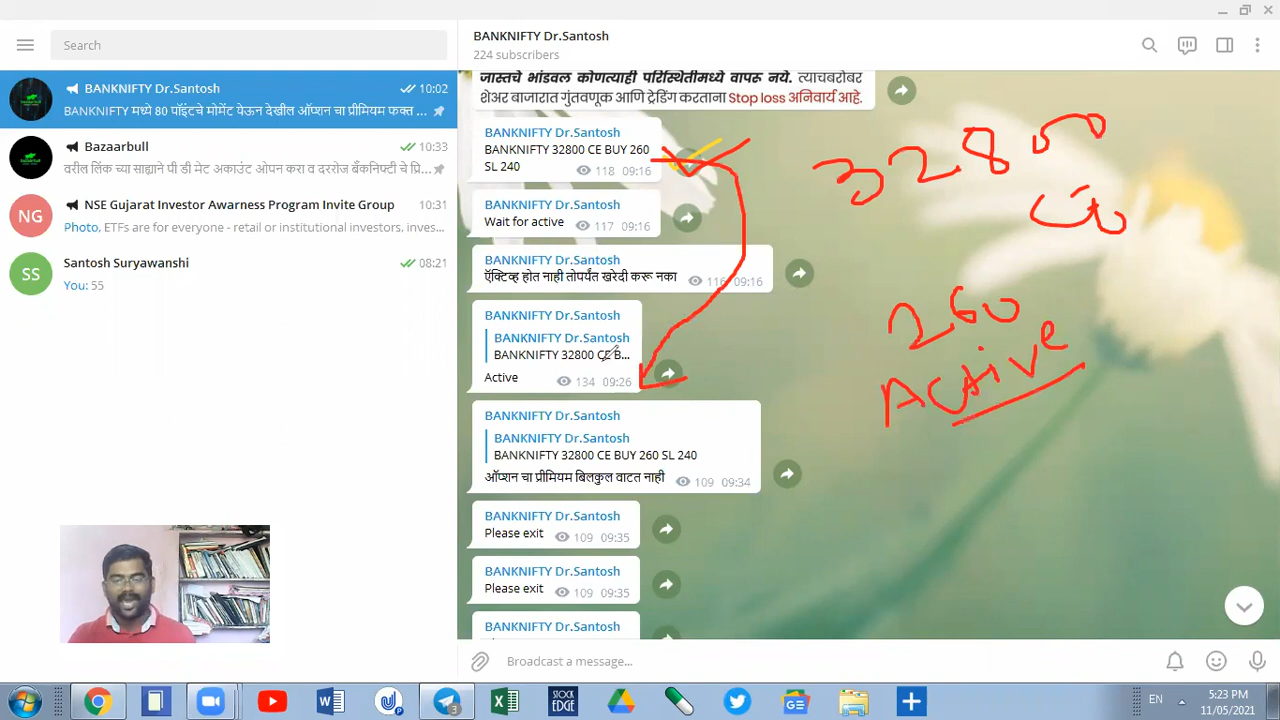 Search
BANKNIFTY Dr.Santosh 10:02
BANKNIFTY मध्ये 80 पॉइंटचे मोमेंट येऊन देखील ऑप्शन चा प्रीमियम फक्त ...
Bazaarbull 10:33
वरील लिंक च्या साह्याने पी डी मेट अकाउंट ओपन करा व दररोज बँकनिफ्टी चे प्रि...
NG
NSE Gujarat Investor Awarness Program Invite Group 10:31
Photo, ETFs are for everyone - retail or institutional investors. inves...
SS
Santosh Suryawanshi 08:21
You: 55
BANKNIFTY Dr.Santosh
224 subscribers
जास्तचे भांडवल कोणत्याही परिस्थितीमध्ये वापरू नये. त्याचबरोबर
शेअर बाजारात गुंतवणूक आणि ट्रेडिंग करताना Stop loss अनिवार्य आहे.
BANKNIFTY Dr.Santosh
BANKNIFTY 32800 CE BUY 260
SL 240 118 09:16
BANKNIFTY Dr.Santosh
Wait for active 117 09:16
BANKNIFTY Dr.Santosh
ऍक्टिव्ह होत नाही तोपर्यंत खरेदी करू नका 116 09:16
BANKNIFTY Dr.Santosh
BANKNIFTY Dr.Santosh
BANKNIFTY 32800 CE B...
Active 134 09:26
BANKNIFTY Dr.Santosh
BANKNIFTY Dr.Santosh
BANKNIFTY 32800 CE BUY 260 SL 240
ऑप्शन चा प्रीमियम बिलकुल वाटत नाही 109 09:34
BANKNIFTY Dr.Santosh
Please exit 109 09:35
BANKNIFTY Dr.Santosh
Please exit 109 09:35
BANKNIFTY Dr.Santosh
260
Active
Broadcast a message...
STOCK
EDGE
3
EN
5:23 PM
11/05/2021